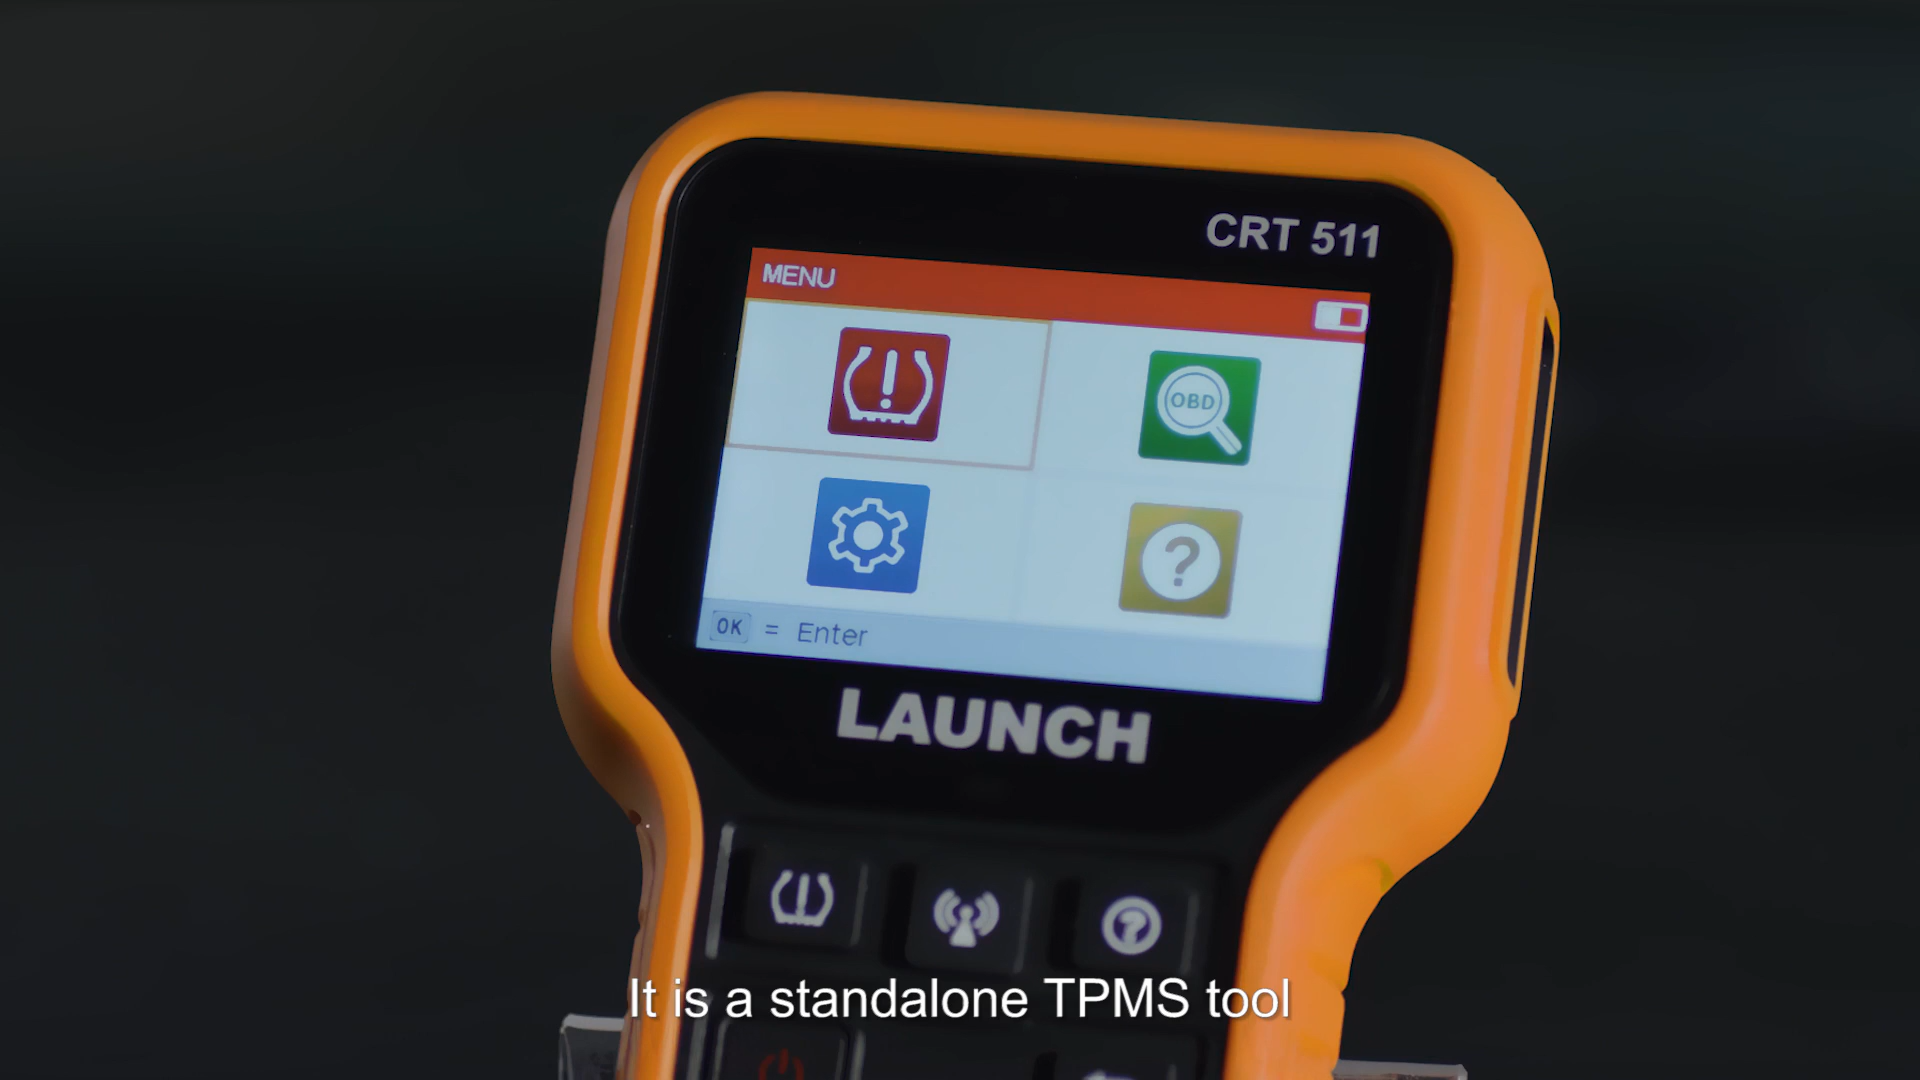 CRT 511
MENU
OBD
OK = Enter
LAUNCH
It is a standalone TPMS tool